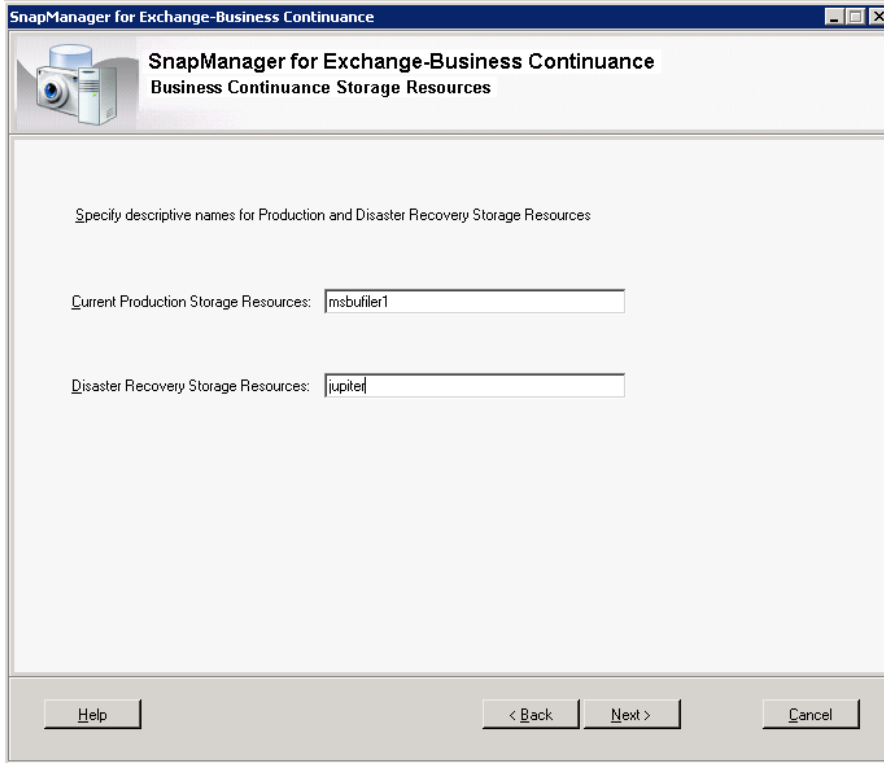 SnapManager for Exchange-Business Continuance
SnapManager for Exchange-Business Continuance
Business Continuance Storage Resources
Specify descriptive names for Production and Disaster Recovery Storage Resources
Current Production Storage Resources: msbufiler1
Disaster Recovery Storage Resources: jupiter
Help < Back Next > Cancel